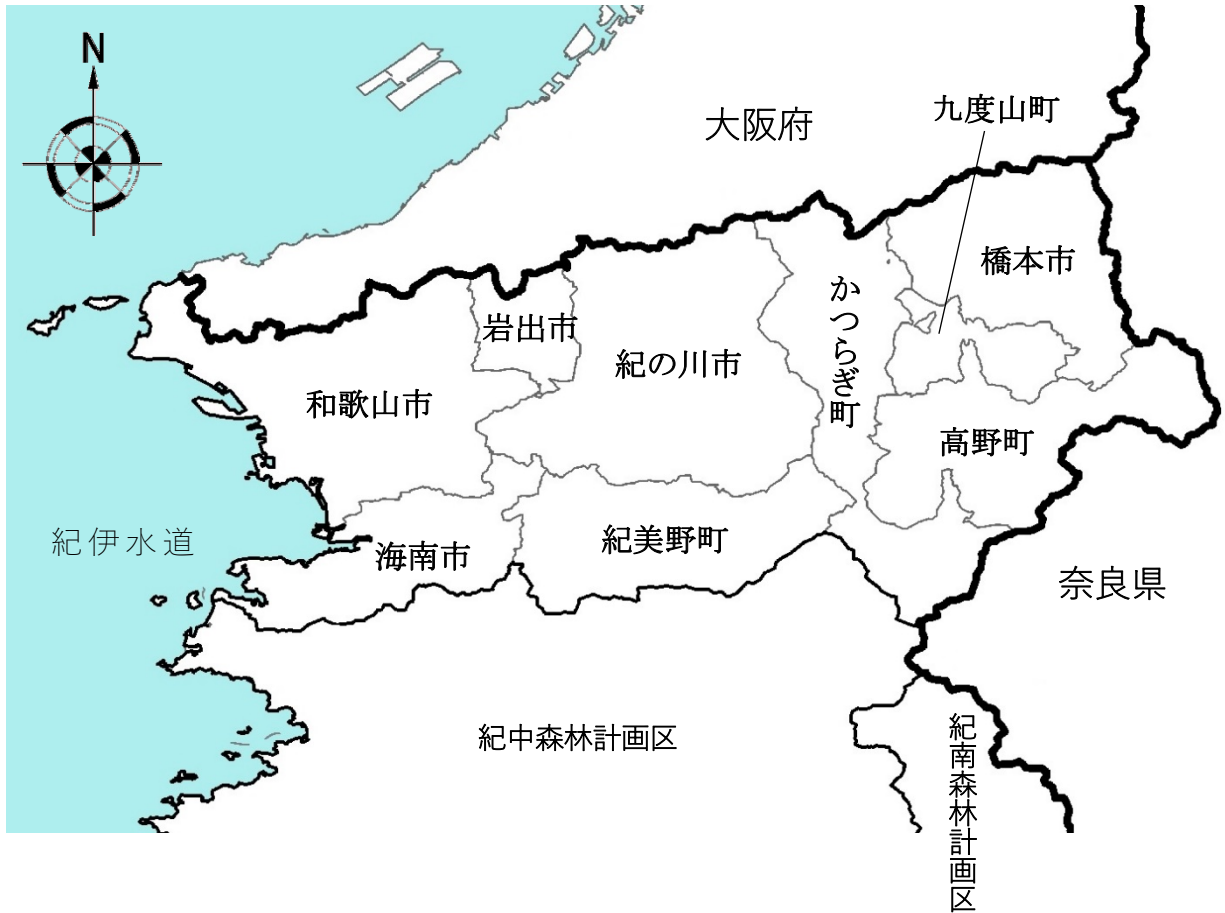 N
大阪府
九度山町
橋本市
かつらぎ町
岩出市
紀の川市
和歌山市
高野町
紀伊水道
海南市
紀美野町
奈良県
紀中森林計画区
紀南森林計画区